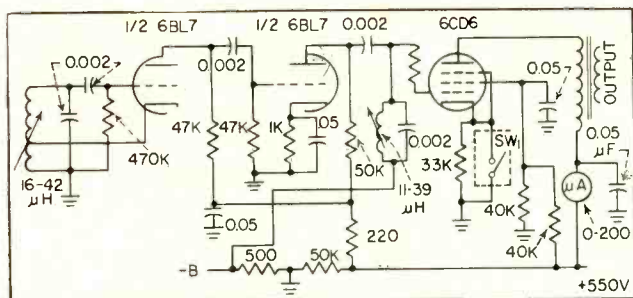 1/2 6BL7
1/2 6BL7
6CD6
0.002
0.002
0.002
0.05
OUTPUT
470K
16-42
μH
47K
47K
1K
.05
50K
0.002
11-39
μH
33K
SW1
40K
40K
0.05
μF
μA
0-200
0.05
220
-B
500
50K
+550V